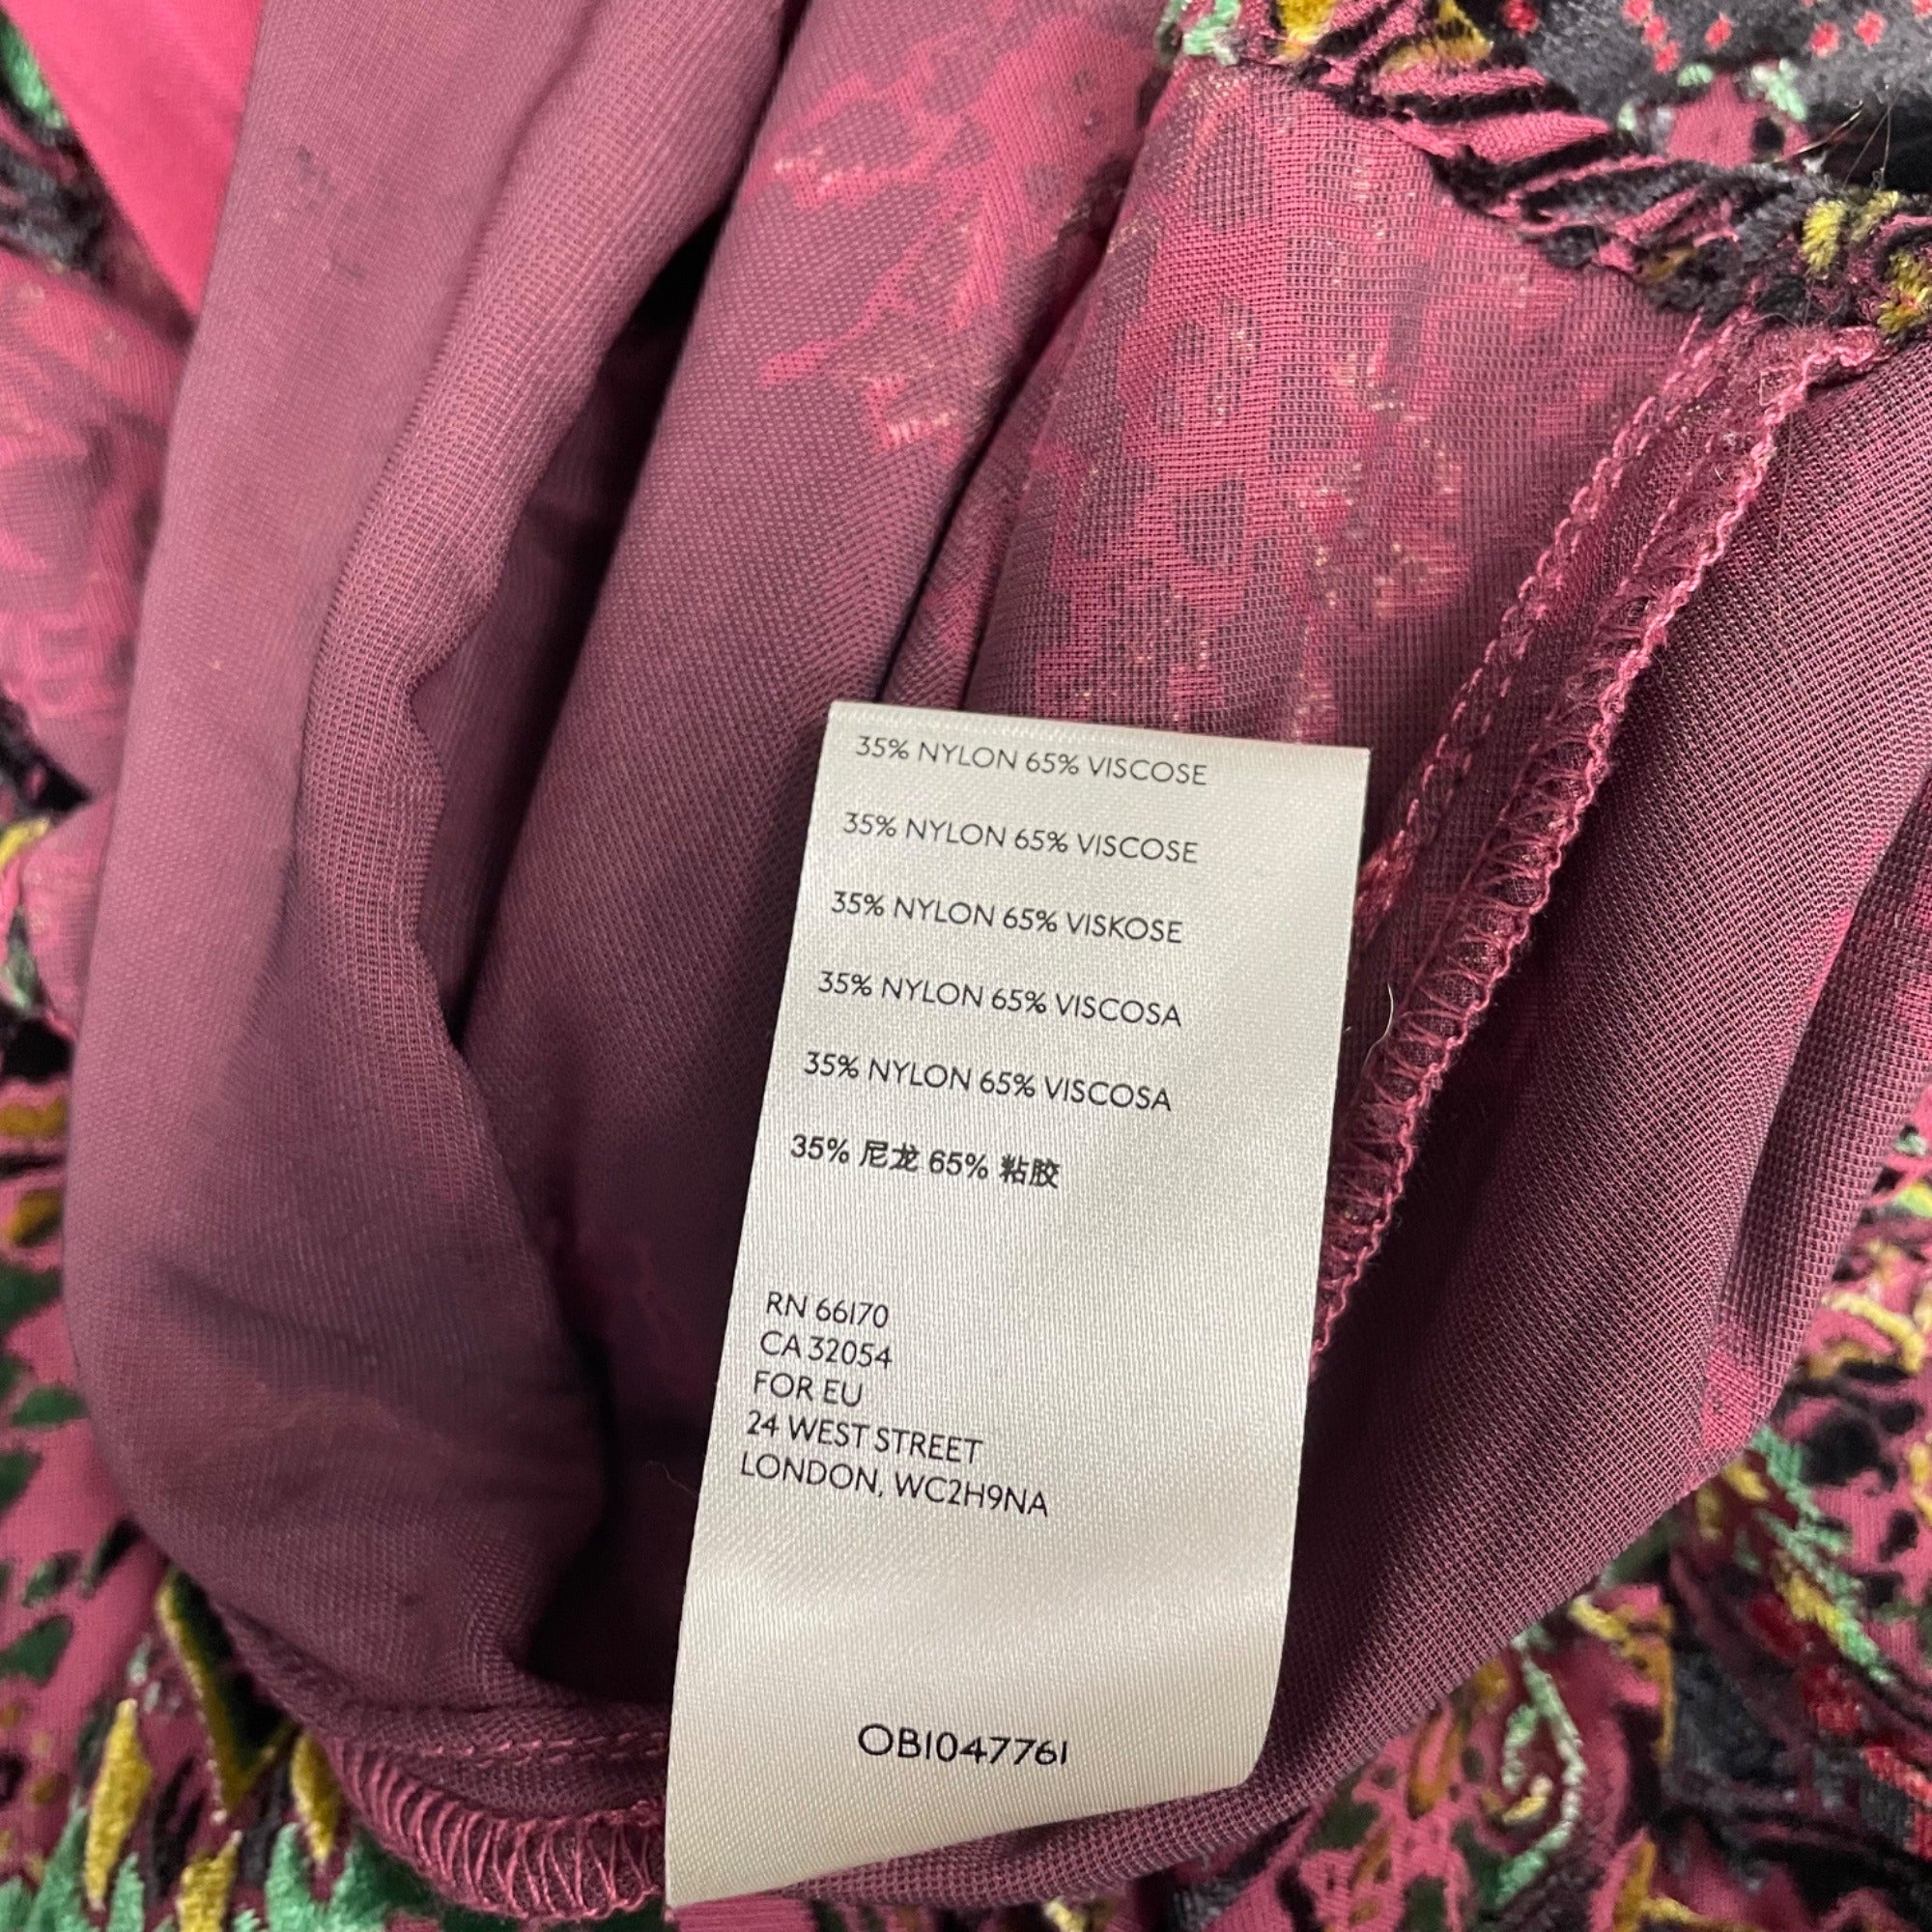 35% NYLON 65% VISCOSE
35% NYLON 65% VISCOSE
35% NYLON 65% VISKOSE
35% NYLON 65% VISCOSA
35% NYLON 65% VISCOSA
35% 尼龙 65% 粘胶
RN 66170
CA 32054
FOR EU
24 WEST STREET
LONDON, WC2H9NA
OB1047761